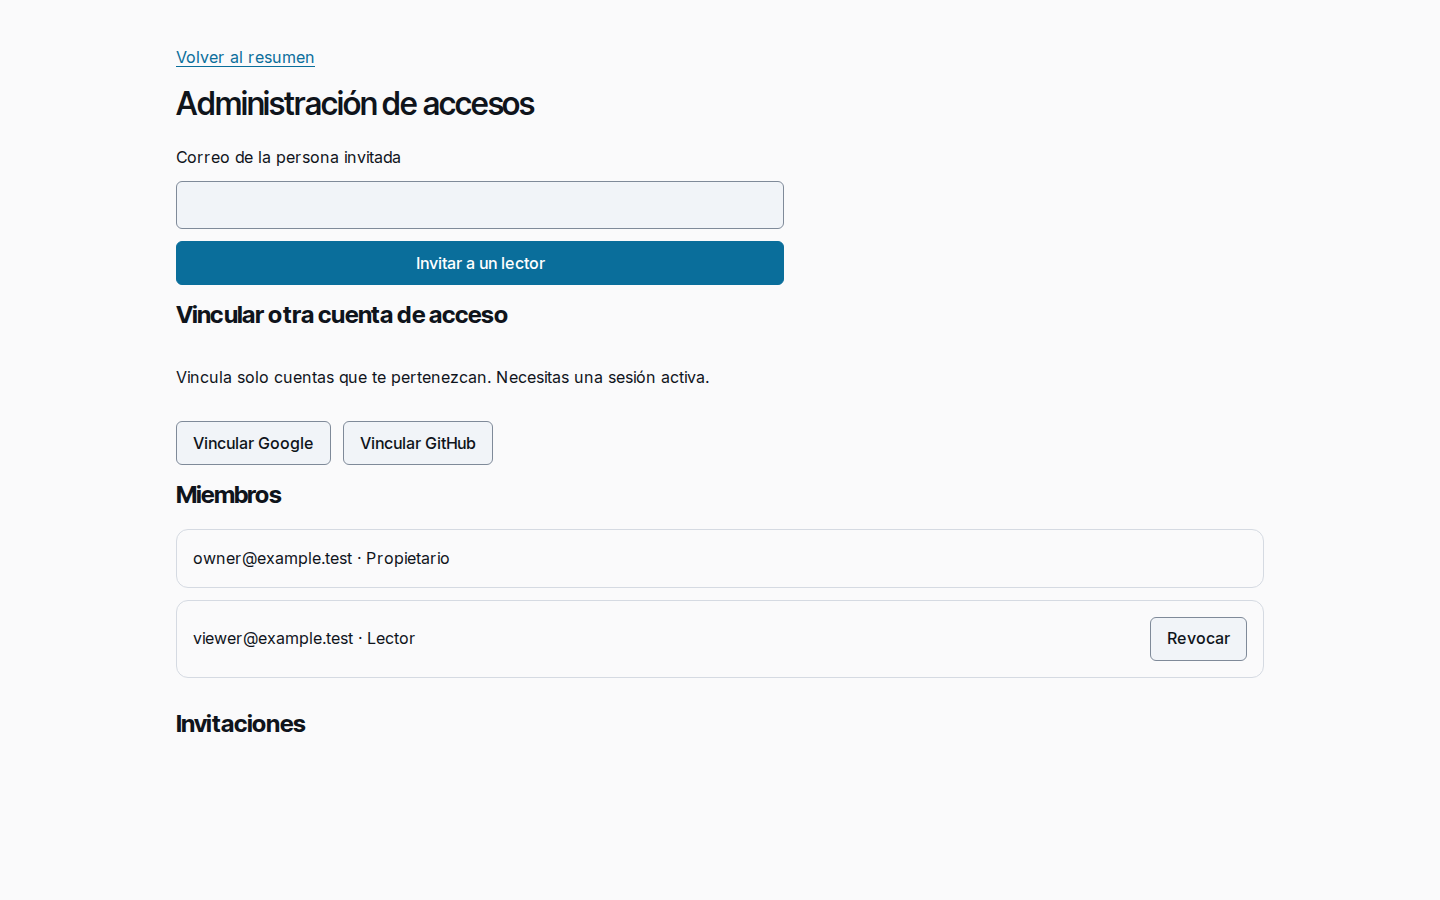 Volver al resumen
Administración de accesos
Correo de la persona invitada
Invitar a un lector
Vincular otra cuenta de acceso
Vincula solo cuentas que te pertenezcan. Necesitas una sesión activa.
Vincular Google
Vincular GitHub
Miembros
owner@example.test · Propietario
viewer@example.test · Lector
Revocar
Invitaciones